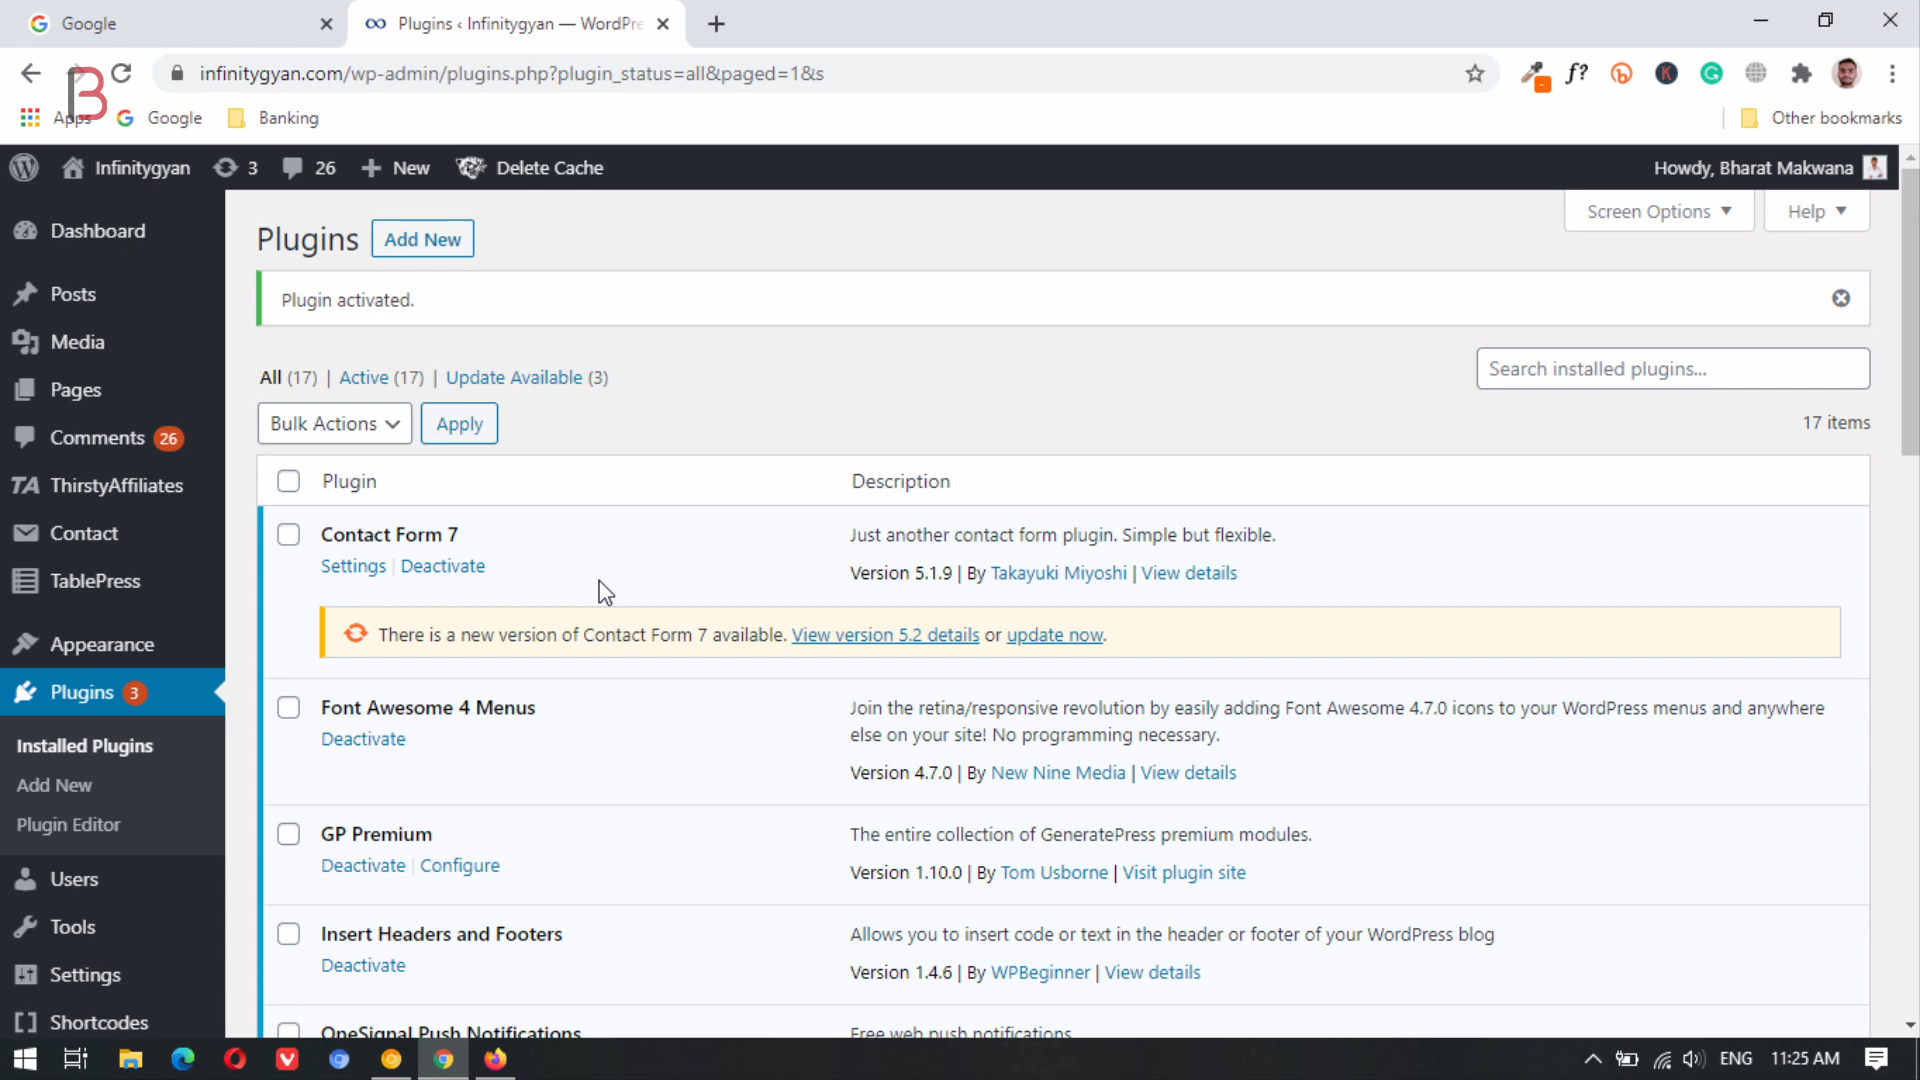 Google
Plugins ‹ Infinitygyan — WordPre
infinitygyan.com/wp-admin/plugins.php?plugin_status=all&paged=1&s
f?
K
B
Apps
Google
Banking
Other bookmarks
Infinitygyan
3
26
New
Delete Cache
Howdy, Bharat Makwana
Dashboard
Posts
Media
Pages
Comments 26
TA ThirstyAffiliates
Contact
TablePress
Appearance
Plugins 3
Installed Plugins
Add New
Plugin Editor
Users
Tools
Settings
Shortcodes
Screen Options
Help
Plugins Add New
Plugin activated.
All (17) | Active (17) | Update Available (3)
Search installed plugins...
Bulk Actions Apply
17 items
Plugin Description
Contact Form 7
Settings | Deactivate
Just another contact form plugin. Simple but flexible.
Version 5.1.9 | By Takayuki Miyoshi | View details
There is a new version of Contact Form 7 available. View version 5.2 details or update now.
Font Awesome 4 Menus
Deactivate
Join the retina/responsive revolution by easily adding Font Awesome 4.7.0 icons to your WordPress menus and anywhere
else on your site! No programming necessary.
Version 4.7.0 | By New Nine Media | View details
GP Premium
Deactivate | Configure
The entire collection of GeneratePress premium modules.
Version 1.10.0 | By Tom Usborne | Visit plugin site
Insert Headers and Footers
Deactivate
Allows you to insert code or text in the header or footer of your WordPress blog
Version 1.4.6 | By WPBeginner | View details
OneSignal Push Notifications
Free web push notifications.
ENG 11:25 AM